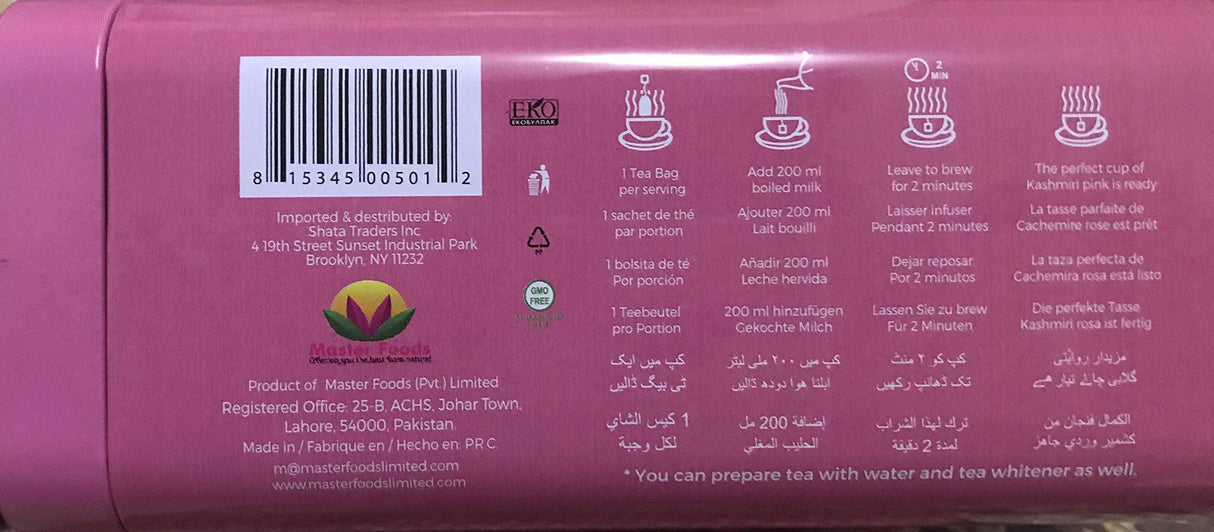 8 15345 00501 2
Imported & destributed by:
Shata Traders Inc
4 19th Street Sunset Industrial Park
Brooklyn, NY 11232
Master Foods
Offering you the best farm nature!
Product of Master Foods (Pvt.) Limited
Registered Office: 25-B. ACHS, Johar Town,
Lahore, 54000, Pakistan.
Made in / Fabrique en / Hecho en: P.R.C.
m@masterfoodslimited.com
www.masterfoodslimited.com
EKO
ЕКОБУЛПАК
PP
GMO
FREE
1 Tea Bag
per serving
1 sachet de thé
par portion
1 bolsita de té
Por porción
1 Teebeutel
pro Portion
کپ میں ایک
ٹی بیگ ڈالیں
1 كيس الشاي
لكل وجبة
Add 200 ml
boiled milk
Ajouter 200 ml
Lait bouilli
Añadir 200 ml
Leche hervida
200 ml hinzufügen
Gekochte Milch
کپ میں ۲۰۰ ملی لیٹر
ابلتا ہوا دودھ ڈالیں
إضافة 200 مل
الحليب المغلي
2
MIN
Leave to brew
for 2 minutes
Laisser infuser
Pendant 2 minutes
Dejar reposar
Por 2 minutos
Lassen Sie zu brew
Für 2 Minuten
کپ کو ۲ منٹ
تک ڈھانپ رکھیں
ترك لهذا الشراب
لمدة 2 دقيقة
The perfect cup of
Kashmiri pink is ready
La tasse parfaite de
Cachemire rose est prêt
La taza perfecta de
Cachemira rosa está listo
Die perfekte Tasse
Kashmiri rosa ist fertig
مزیدار روایتی
گلابی چائے تیار ھے
الكمال فنجان من
كشمير وردي جاهز
* You can prepare tea with water and tea whitener as well.